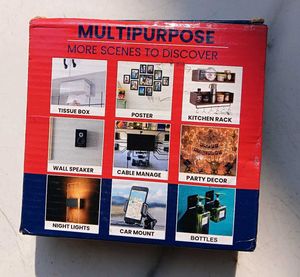 MULTIPURPOSE
MORE SCENES TO DISCOVER
TISSUE BOX
POSTER
KITCHEN RACK
WALL SPEAKER
CABLE MANAGE
PARTY DECOR
NIGHT LIGHTS
CAR MOUNT
BOTTLES